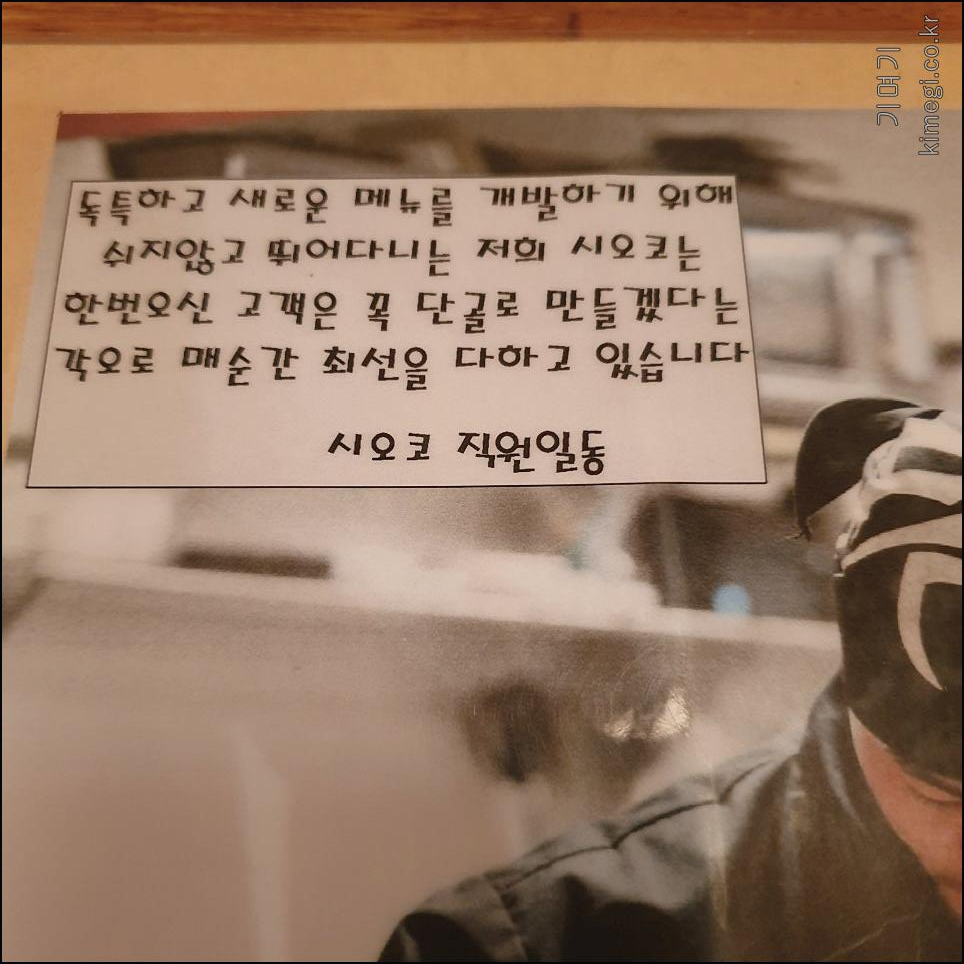 독특하고 새로운 메뉴를 개발하기 위해
쉬지않고 뛰어다니는 저희 시오코는
한번오신 고객은 꼭 단골로 만들겠다는
각오로 매순간 최선을 다하고 있습니다
시오코 직원일동
기며기
kimegi.co.kr